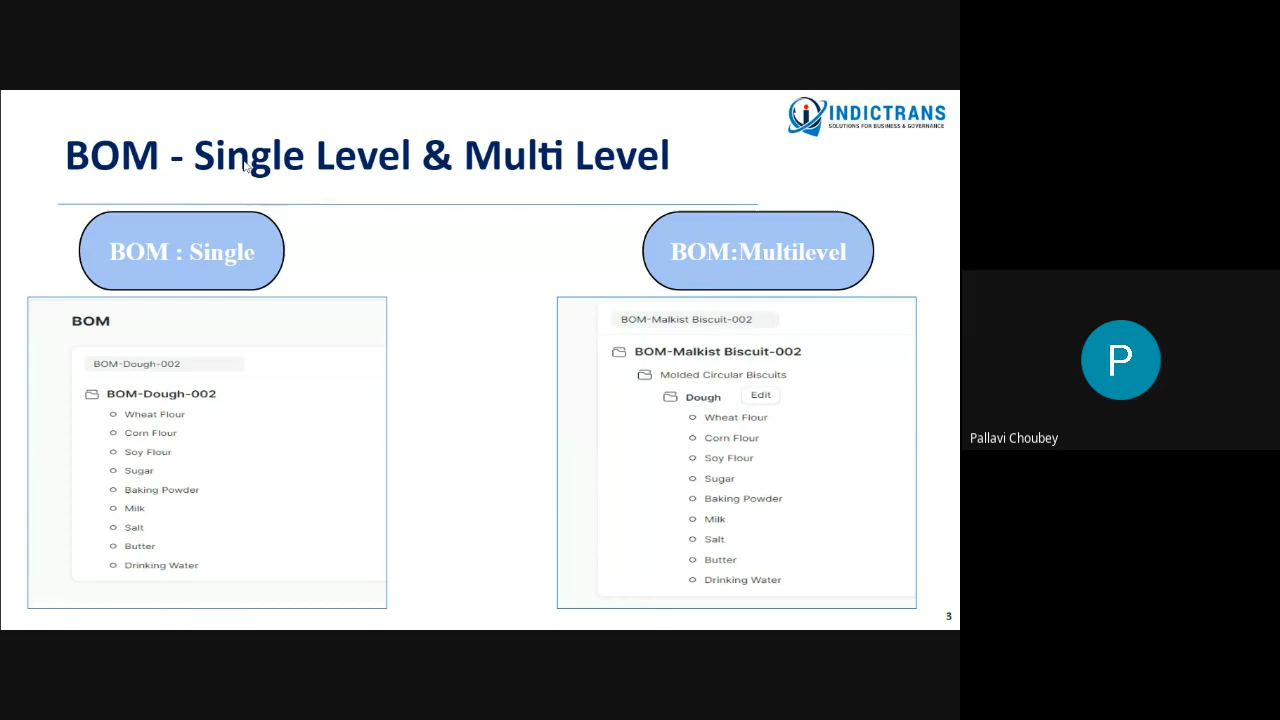 INDICTRANS
SOLUTIONS FOR BUSINESS & GOVERNANCE
BOM - Single Level & Multi Level
BOM : Single
BOM:Multilevel
BOM
BOM-Dough-002
BOM-Dough-002
Wheat Flour
Corn Flour
Soy Flour
Sugar
Baking Powder
Milk
Salt
Butter
Drinking Water
BOM-Malkist Biscuit-002
BOM-Malkist Biscuit-002
Molded Circular Biscuits
Dough Edit
Wheat Flour
Corn Flour
Soy Flour
Sugar
Baking Powder
Milk
Salt
Butter
Drinking Water
3
P
Pallavi Choubey